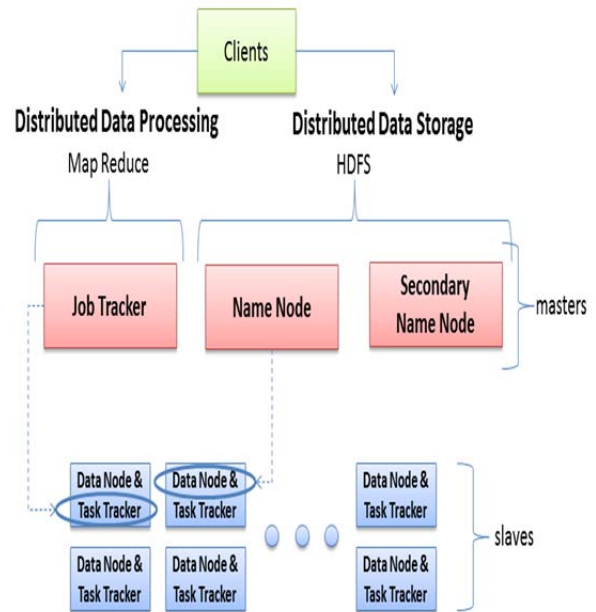 Clients
Distributed Data Processing
Map Reduce
Distributed Data Storage
HDFS
Job Tracker
Name Node
Secondary
Name Node
masters
Data Node &
Task Tracker
Data Node &
Task Tracker
Data Node &
Task Tracker
Data Node &
Task Tracker
Data Node &
Task Tracker
Data Node &
Task Tracker
slaves